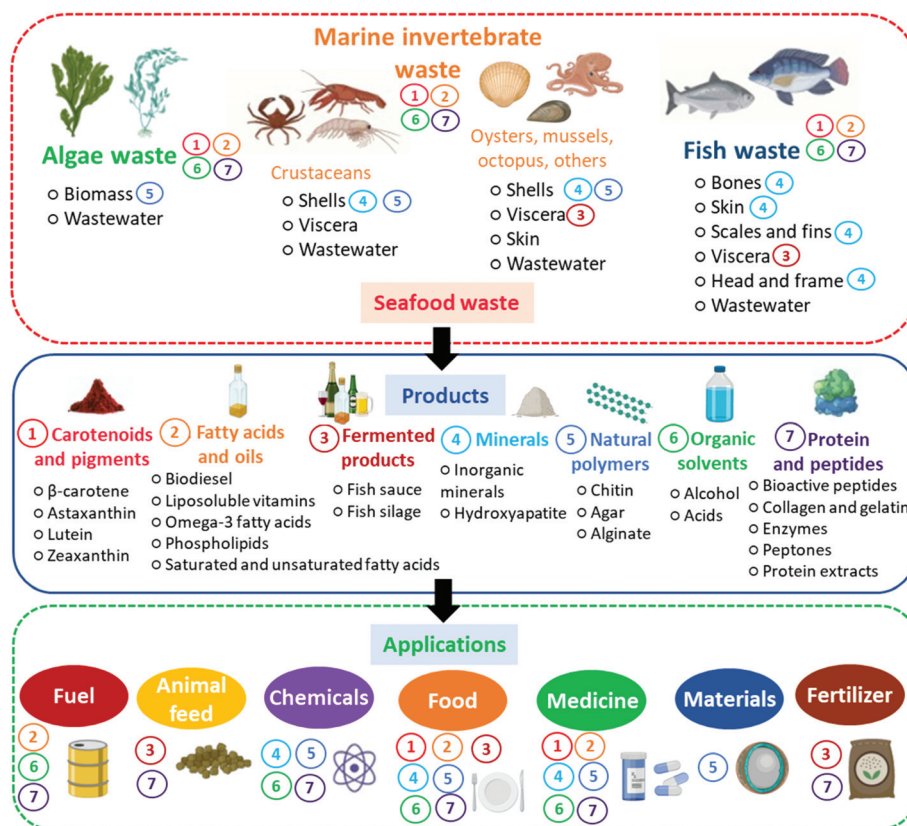 Marine invertebrate
waste
1 2
6 7
Algae waste
1 2
6 7
Biomass 5
Wastewater
Crustaceans
Shells 4 5
Viscera
Wastewater
Oysters, mussels,
octopus, others
Shells 4 5
Viscera 3
Skin
Wastewater
Fish waste
1 2
6 7
Bones 4
Skin 4
Scales and fins 4
Viscera 3
Head and frame 4
Wastewater
Seafood waste
Products
1 Carotenoids
and pigments
β-carotene
Astaxanthin
Lutein
Zeaxanthin
2 Fatty acids
and oils
Biodiesel
Liposoluble vitamins
Omega-3 fatty acids
Phospholipids
Saturated and unsaturated fatty acids
3 Fermented
products
Fish sauce
Fish silage
4 Minerals
Inorganic
minerals
Hydroxyapatite
5 Natural
polymers
Chitin
Agar
Alginate
6 Organic
solvents
Alcohol
Acids
7 Protein
and peptides
Bioactive peptides
Collagen and gelatin
Enzymes
Peptones
Protein extracts
Applications
Fuel
2
6
7
Animal
feed
3
7
Chemicals
4 5
6 7
Food
1 2 3
4 5
6 7
Medicine
1 2
4 5
6 7
Materials
5
Fertilizer
3
7